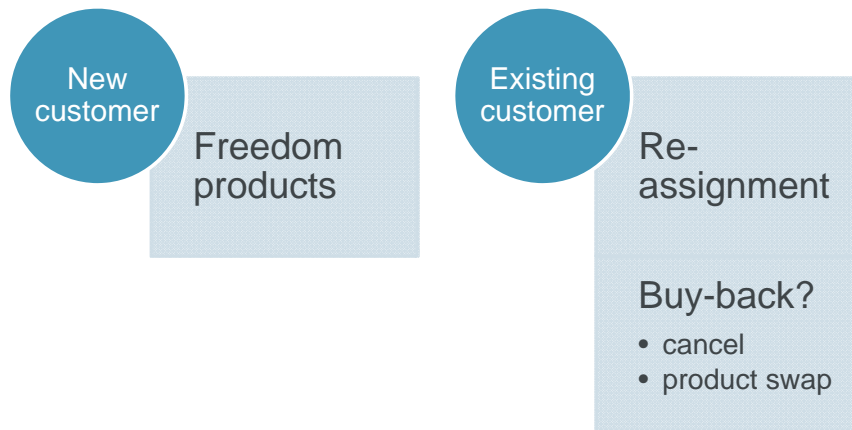 New
customer
Freedom
products
Existing
customer
Re-
assignment
Buy-back?
• cancel
• product swap